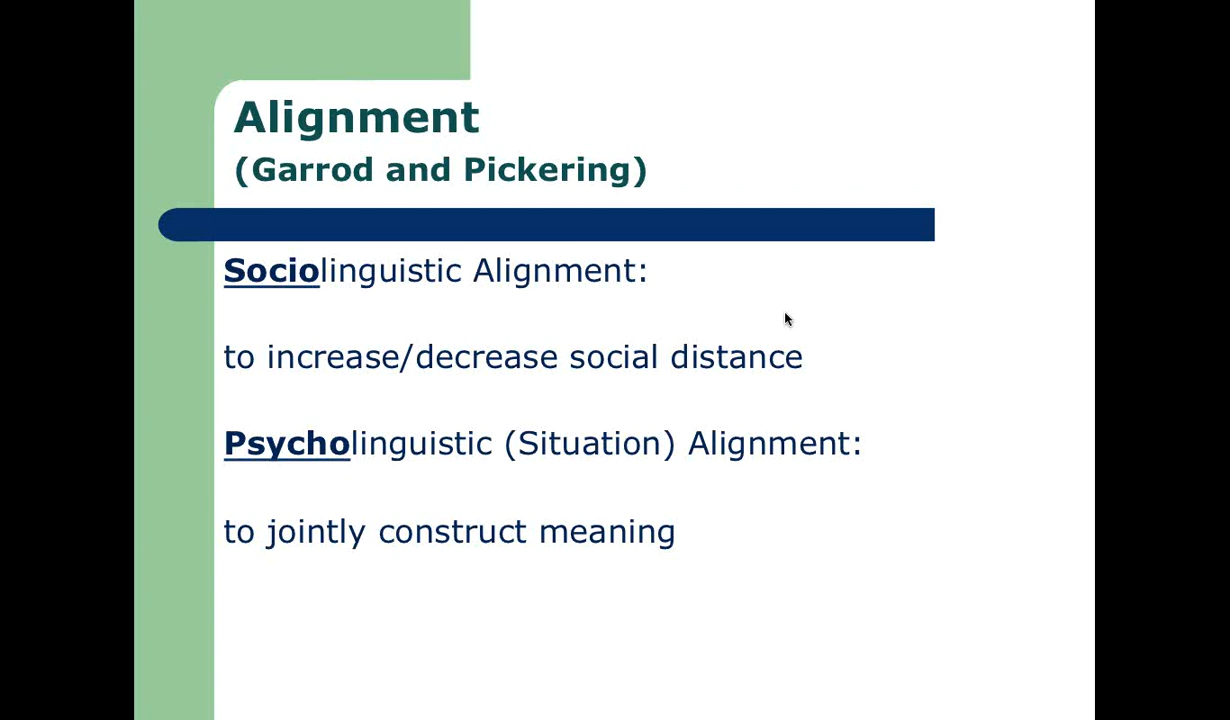 Alignment
(Garrod and Pickering)
Sociolinguistic Alignment:
to increase/decrease social distance
Psycholinguistic (Situation) Alignment:
to jointly construct meaning